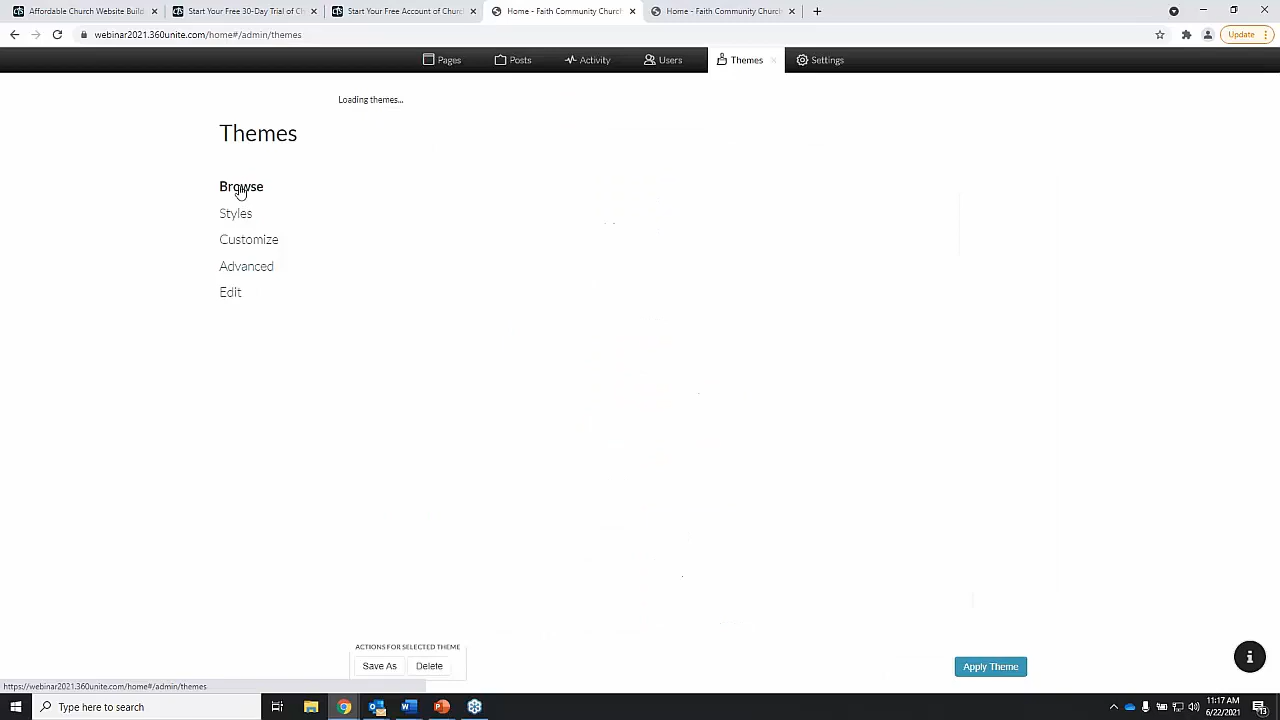 Affordable Church Website Build
Start Your Free 30-Day Trial of Ch
Start Your Free Account of Church
Home - Faith Community Church
Home - Faith Community Church
webinar2021.360unite.com/home#/admin/themes
Update
Pages
Posts
Activity
Users
Themes
Settings
Loading themes...
Themes
Browse
Styles
Customize
Advanced
Edit
ACTIONS FOR SELECTED THEME
Save As
Delete
Apply Theme
https://webinar2021.360unite.com/home#/admin/themes
Type here to search
11:17 AM
6/22/2021